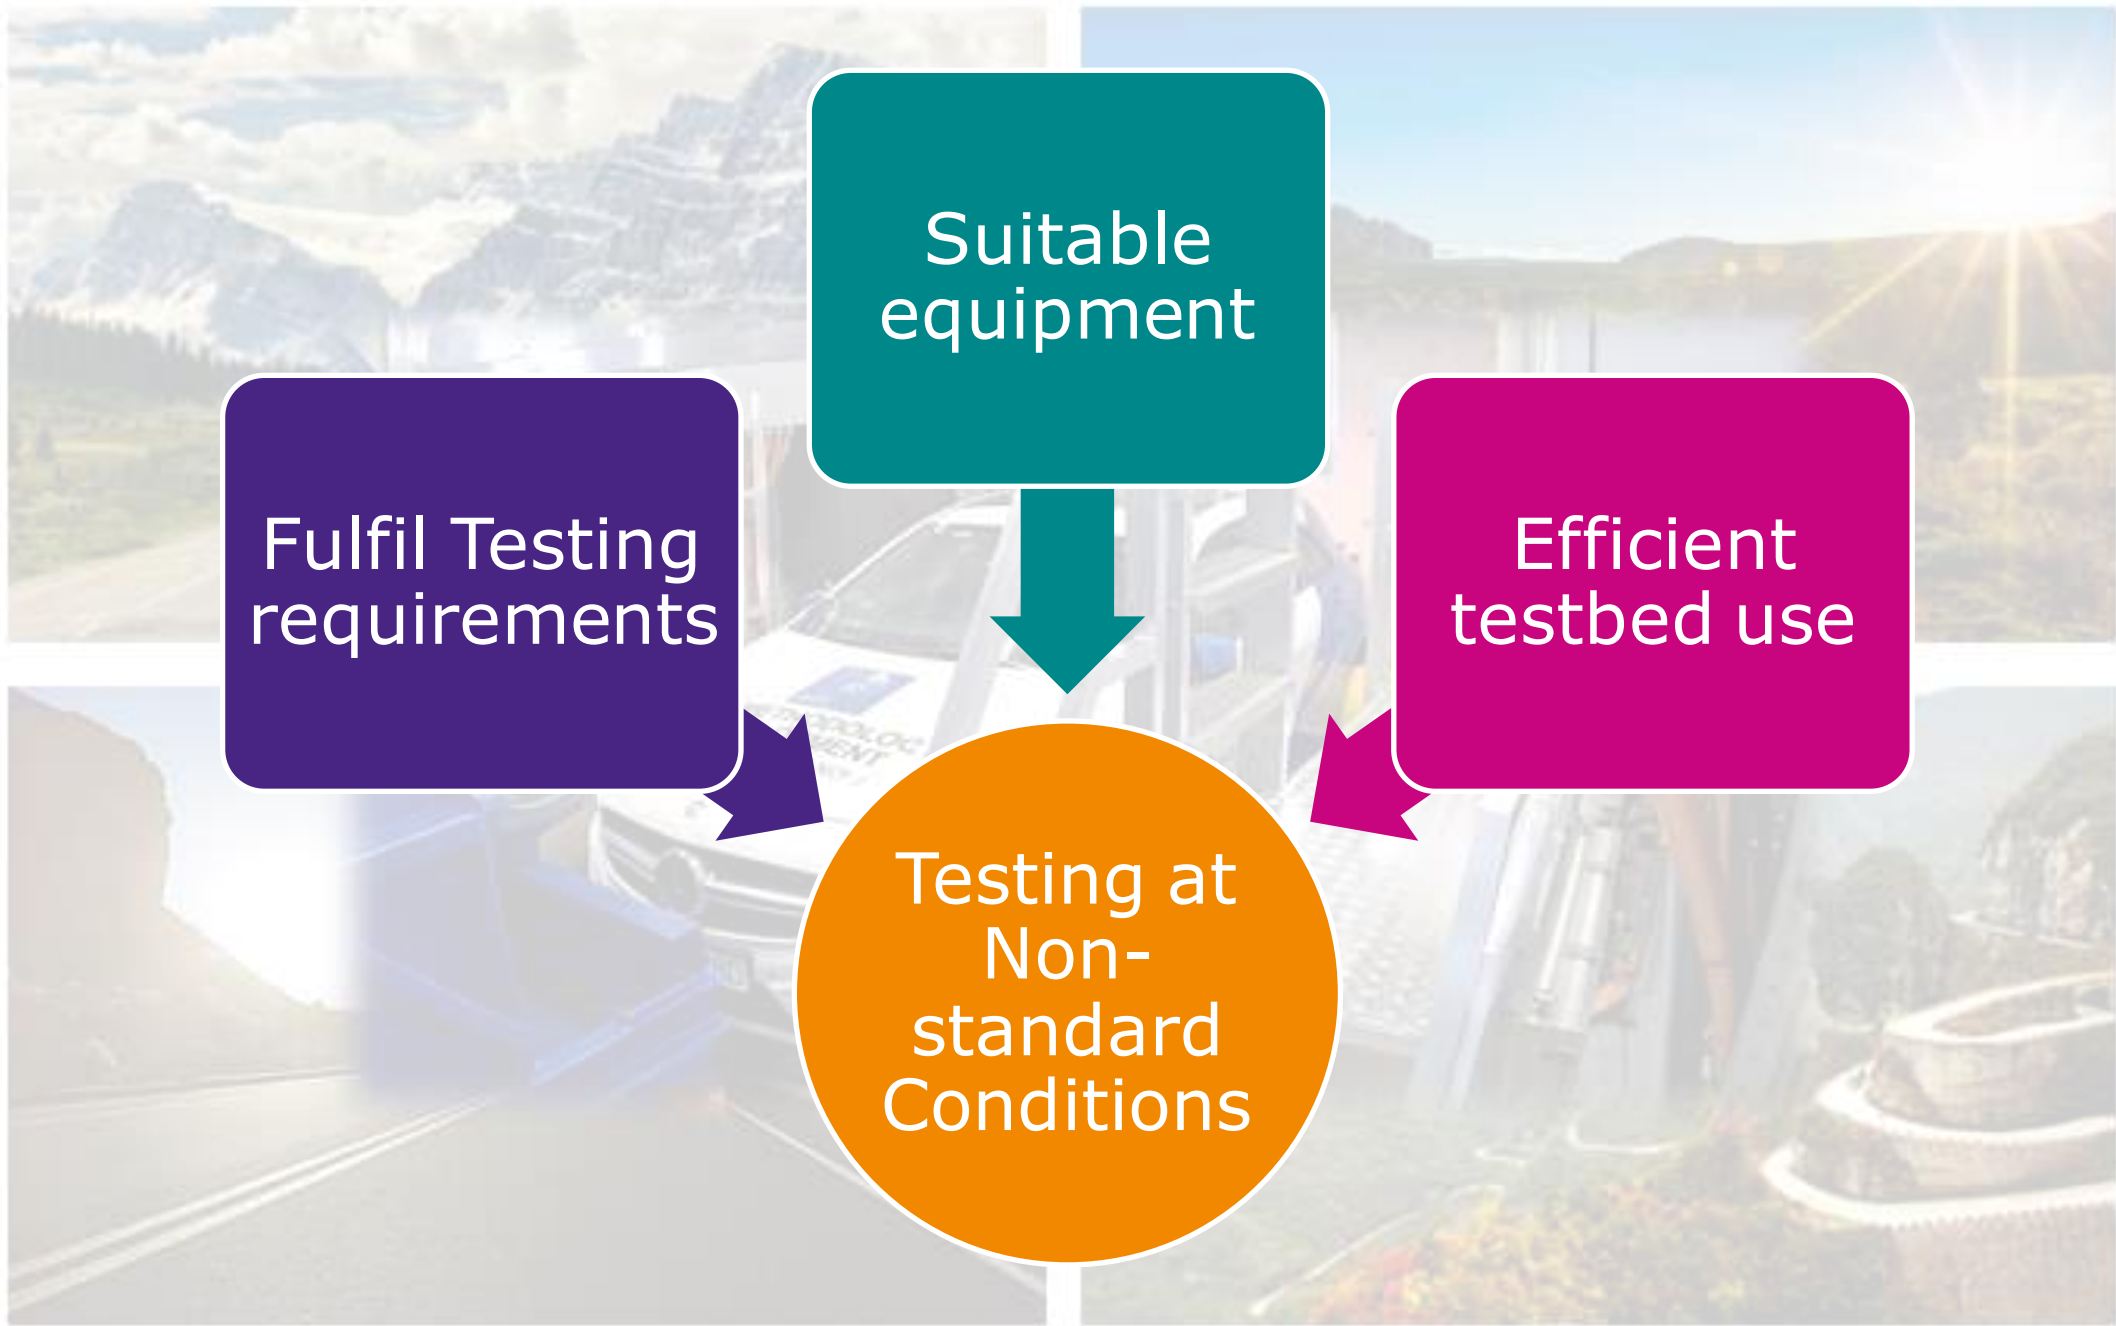 Suitable
equipment
Fulfil Testing
requirements
Efficient
testbed use
Testing at
Non-
standard
Conditions